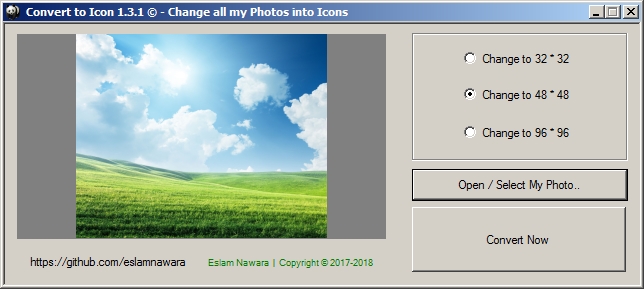 Convert to Icon 1.3.1 © - Change all my Photos into Icons
Change to 32 * 32
Change to 48 * 48
Change to 96 * 96
Open / Select My Photo..
Convert Now
https://github.com/eslamnawara
Eslam Nawara | Copyright © 2017-2018